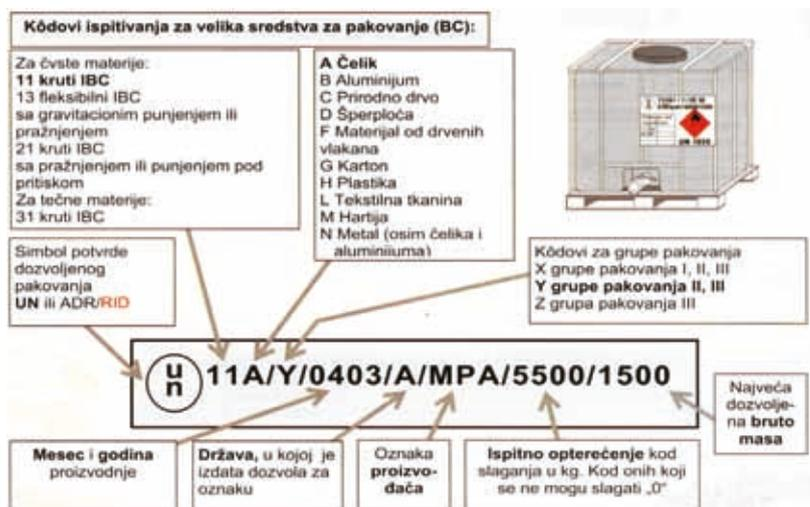 Kôdovi ispitivanja za velika sredstva za pakovanje (BC):
Za čvste materije:
11 kruti IBC
13 fleksibilni IBC
sa gravitacionim punjenjem ili
pražnjenjem
21 kruti IBC
sa pražnjenjem ili punjenjem pod
pritiskom
Za tečne materije:
31 kruti IBC
A Čelik
B Aluminijum
C Prirodno drvo
D Šperploča
F Materijal od drvenih
vlakana
G Karton
H Plastika
L Tekstilna tkanina
M Hartija
N Metal (osim čelika i
aluminijuma)
Simbol potvrde
dozvoljenog
pakovanja
UN ili ADR/RID
Kôdovi za grupe pakovanja
X grupe pakovanja I, II, III
Y grupe pakovanja II, III
Z grupa pakovanja III
un 11A/Y/0403/A/MPA/5500/1500
Mesec i godina
proizvodnje
Država, u kojoj je
izdata dozvola za
oznaku
Oznaka
proizvo-
đača
Ispitno opterećenje kod
slaganja u kg. Kod onih koji
se ne mogu slagati „0“
Najveća
dozvolje-
na bruto
masa